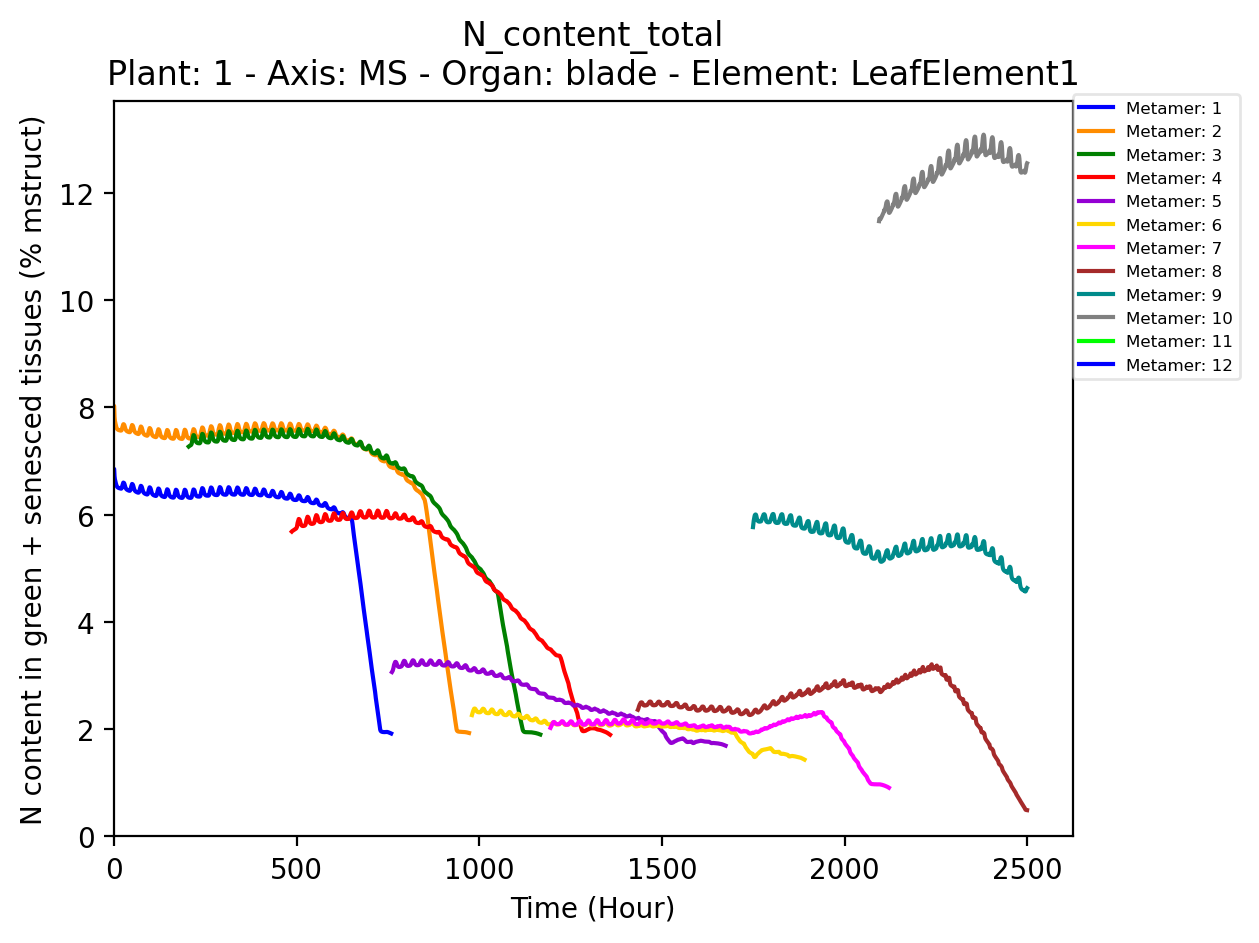 N_content_total
Plant: 1 - Axis: MS - Organ: blade - Element: LeafElement1
N content in green + senesced tissues (% mstruct)
12
10
8
6
4
2
0
0 500 1000 1500 2000 2500
Time (Hour)
Metamer: 1
Metamer: 2
Metamer: 3
Metamer: 4
Metamer: 5
Metamer: 6
Metamer: 7
Metamer: 8
Metamer: 9
Metamer: 10
Metamer: 11
Metamer: 12